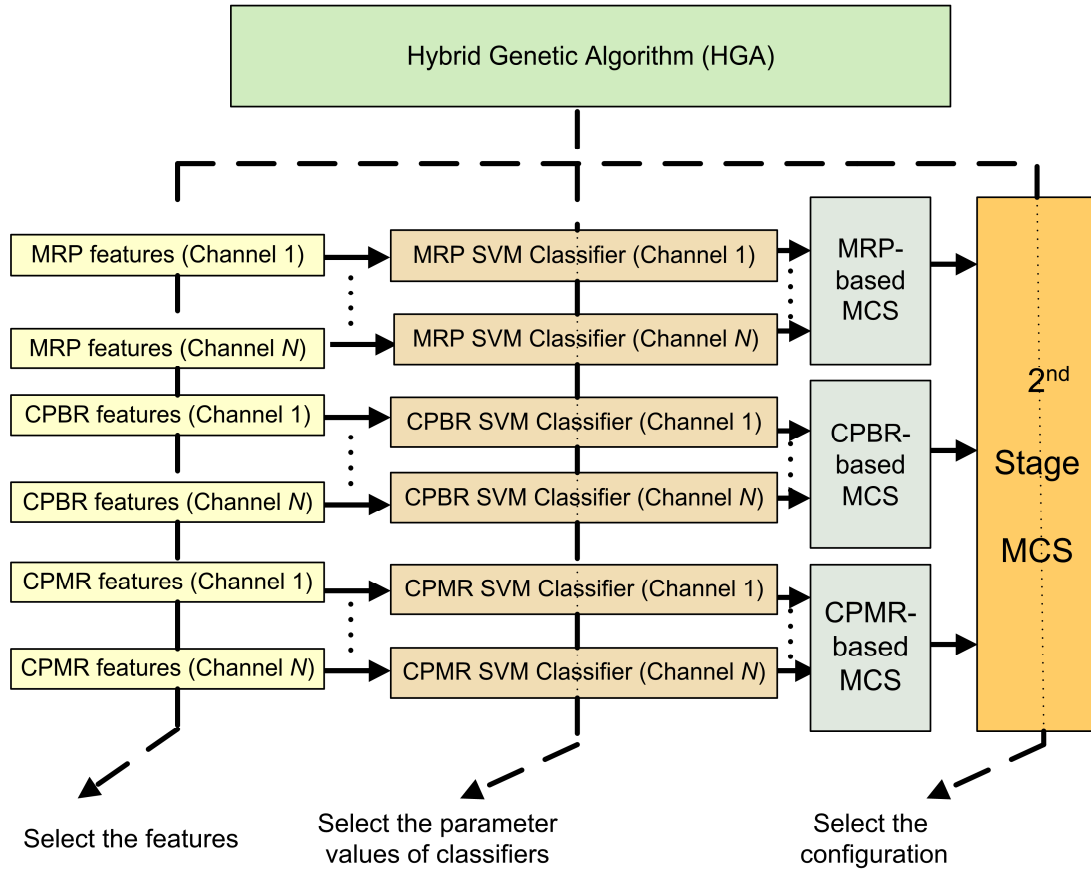 Hybrid Genetic Algorithm (HGA)
MRP features (Channel 1)
MRP SVM Classifier (Channel 1)
MRP features (Channel N)
MRP SVM Classifier (Channel N)
MRP-
based
MCS
CPBR features (Channel 1)
CPBR SVM Classifier (Channel 1)
CPBR features (Channel N)
CPBR SVM Classifier (Channel N)
CPBR-
based
MCS
CPMR features (Channel 1)
CPMR SVM Classifier (Channel 1)
CPMR features (Channel N)
CPMR SVM Classifier (Channel N)
CPMR-
based
MCS
2nd
Stage
MCS
Select the features
Select the parameter
values of classifiers
Select the
configuration